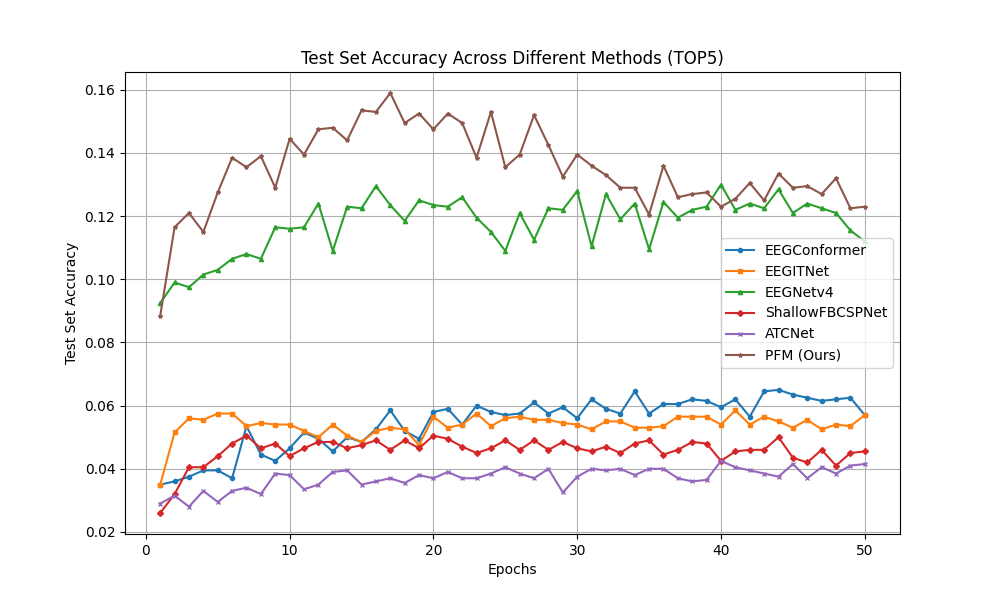 Test Set Accuracy Across Different Methods (TOP5)
0.16
0.14
0.12
0.10
0.08
0.06
0.04
0.02
Test Set Accuracy
EEGConformer
EEGITNet
EEGNetv4
ShallowFBCSPNet
ATCNet
PFM (Ours)
0 10 20 30 40 50
Epochs